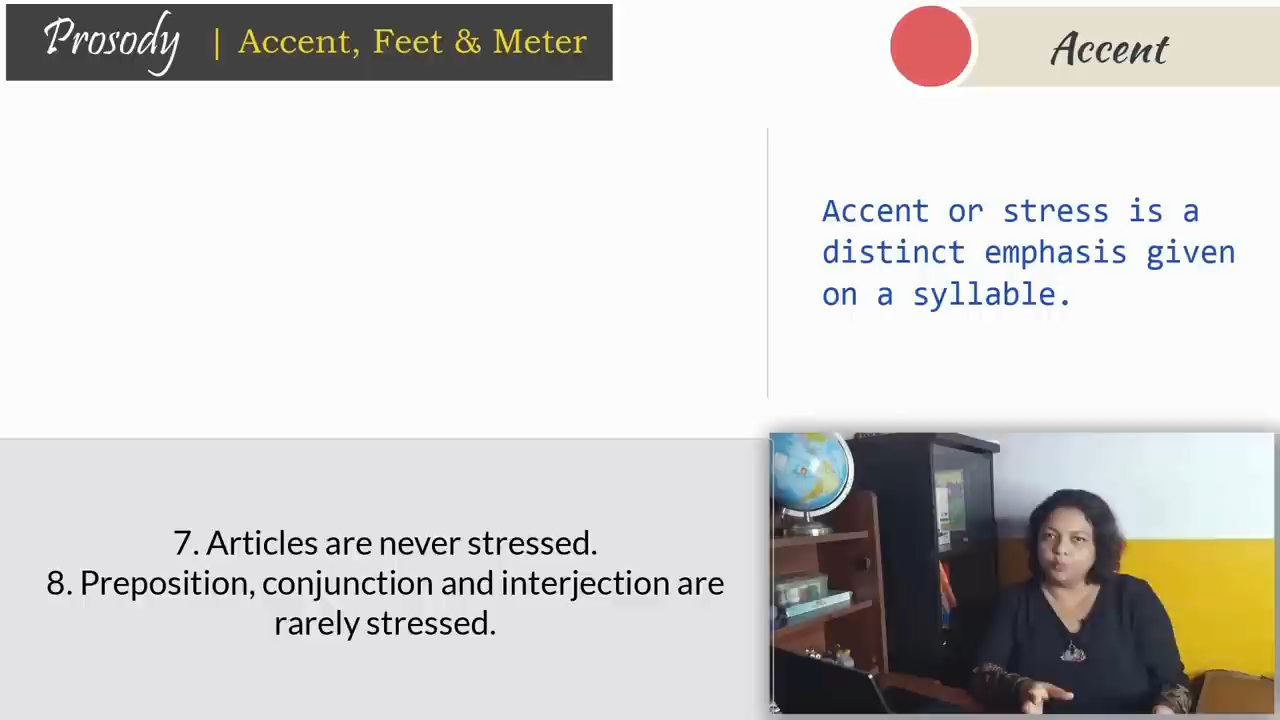 Prosody | Accent, Feet & Meter
Accent
Accent or stress is a
distinct emphasis given
on a syllable.
7. Articles are never stressed.
8. Preposition, conjunction and interjection are
rarely stressed.